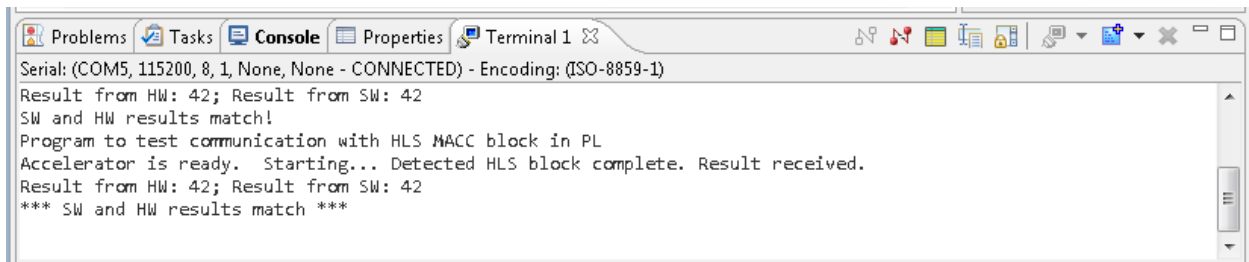 Problems Tasks Console Properties Terminal 1
Serial: (COM5, 115200, 8, 1, None, None - CONNECTED) - Encoding: (ISO-8859-1)
Result from HW: 42; Result from SW: 42
SW and HW results match!
Program to test communication with HLS MACC block in PL
Accelerator is ready.  Starting... Detected HLS block complete. Result received.
Result from HW: 42; Result from SW: 42
*** SW and HW results match ***